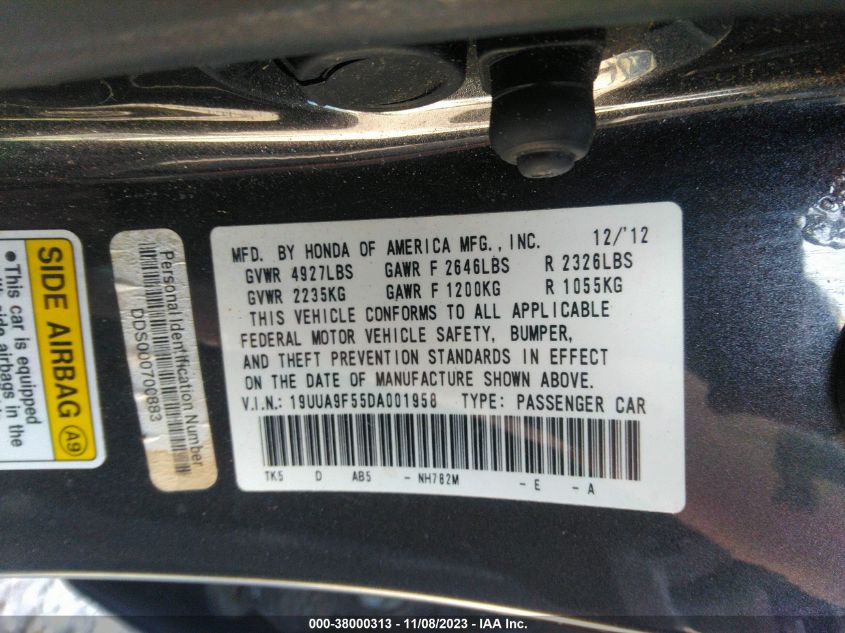 SIDE AIRBAG A9
●This car is equipped
side airbags in the
Personal Identification Number
DDS000700883
MFD. BY HONDA OF AMERICA MFG., INC. 12/'12
GVWR 4927LBS GAWR F 2646LBS R 2326LBS
GVWR 2235KG GAWR F 1200KG R 1055KG
THIS VEHICLE CONFORMS TO ALL APPLICABLE
FEDERAL MOTOR VEHICLE SAFETY, BUMPER,
AND THEFT PREVENTION STANDARDS IN EFFECT
ON THE DATE OF MANUFACTURE SHOWN ABOVE.
V.I.N.: 19UUA9F55DA001958 TYPE: PASSENGER CAR
TK5 D AB5 - NH782M - E - A
000-38000313 - 11/08/2023 - IAA Inc.